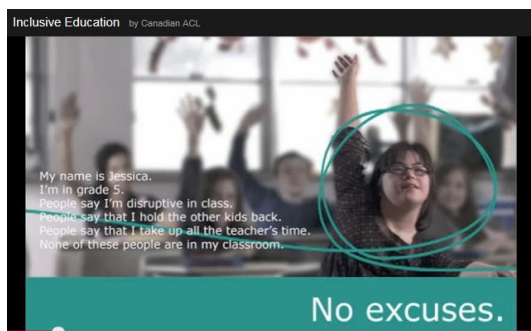 Inclusive Education by Canadian ACL
My name is Jessica.
I'm in grade 5.
People say I'm disruptive in class.
People say that I hold the other kids back.
People say that I take up all the teacher's time.
None of these people are in my classroom.
No excuses.